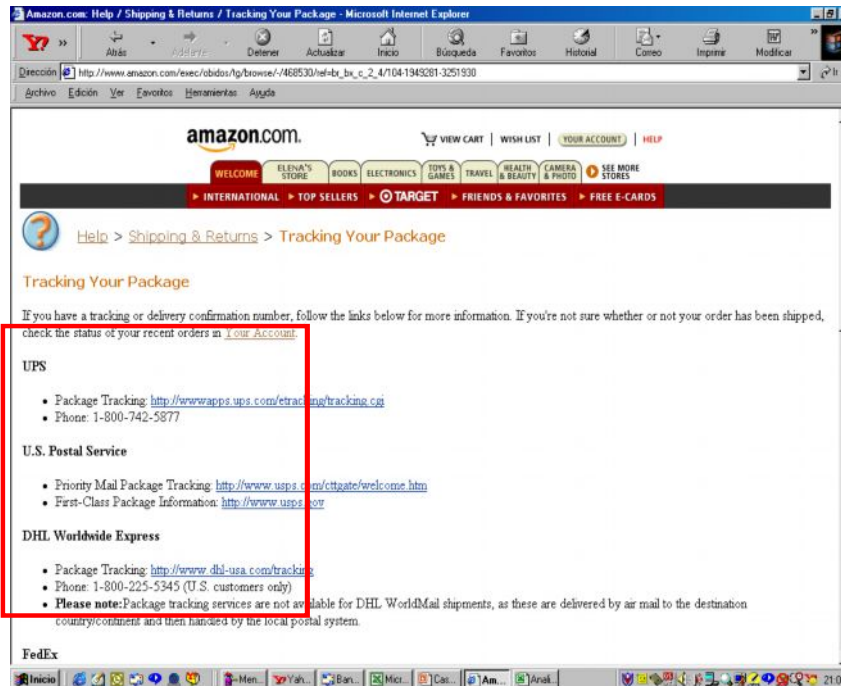 Amazon.com: Help / Shipping & Returns / Tracking Your Package - Microsoft Internet Explorer
Atrás Adelante Detener Actualizar Inicio Búsqueda Favoritos Historial Correo Imprimir Modificar
Dirección http://www.amazon.com/exec/obidos/tg/browse/-/468530/ref=br_bx_c_2_4/104-1949281-3251930
Archivo Edición Ver Favoritos Herramientas Ayuda
amazon.com. VIEW CART | WISH LIST | YOUR ACCOUNT | HELP
WELCOME ELENA'S STORE BOOKS ELECTRONICS TOYS & GAMES TRAVEL HEALTH & BEAUTY CAMERA & PHOTO SEE MORE STORES
INTERNATIONAL TOP SELLERS TARGET FRIENDS & FAVORITES FREE E-CARDS
Help > Shipping & Returns > Tracking Your Package
Tracking Your Package
If you have a tracking or delivery confirmation number, follow the links below for more information. If you're not sure whether or not your order has been shipped,
check the status of your recent orders in Your Account.
UPS
• Package Tracking: http://wwwapps.ups.com/etracking/tracking.cgi
• Phone: 1-800-742-5877
U.S. Postal Service
• Priority Mail Package Tracking: http://www.usps.com/cttgate/welcome.htm
• First-Class Package Information: http://www.usps.gov
DHL Worldwide Express
• Package Tracking: http://www.dhl-usa.com/tracking
• Phone: 1-800-225-5345 (U.S. customers only)
• Please note:Package tracking services are not available for DHL WorldMail shipments, as these are delivered by air mail to the destination
country/continent and then handled by the local postal system.
FedEx
Inicio Men... Yah... Ban... Micr... Cas... Am... Anal... 21:0